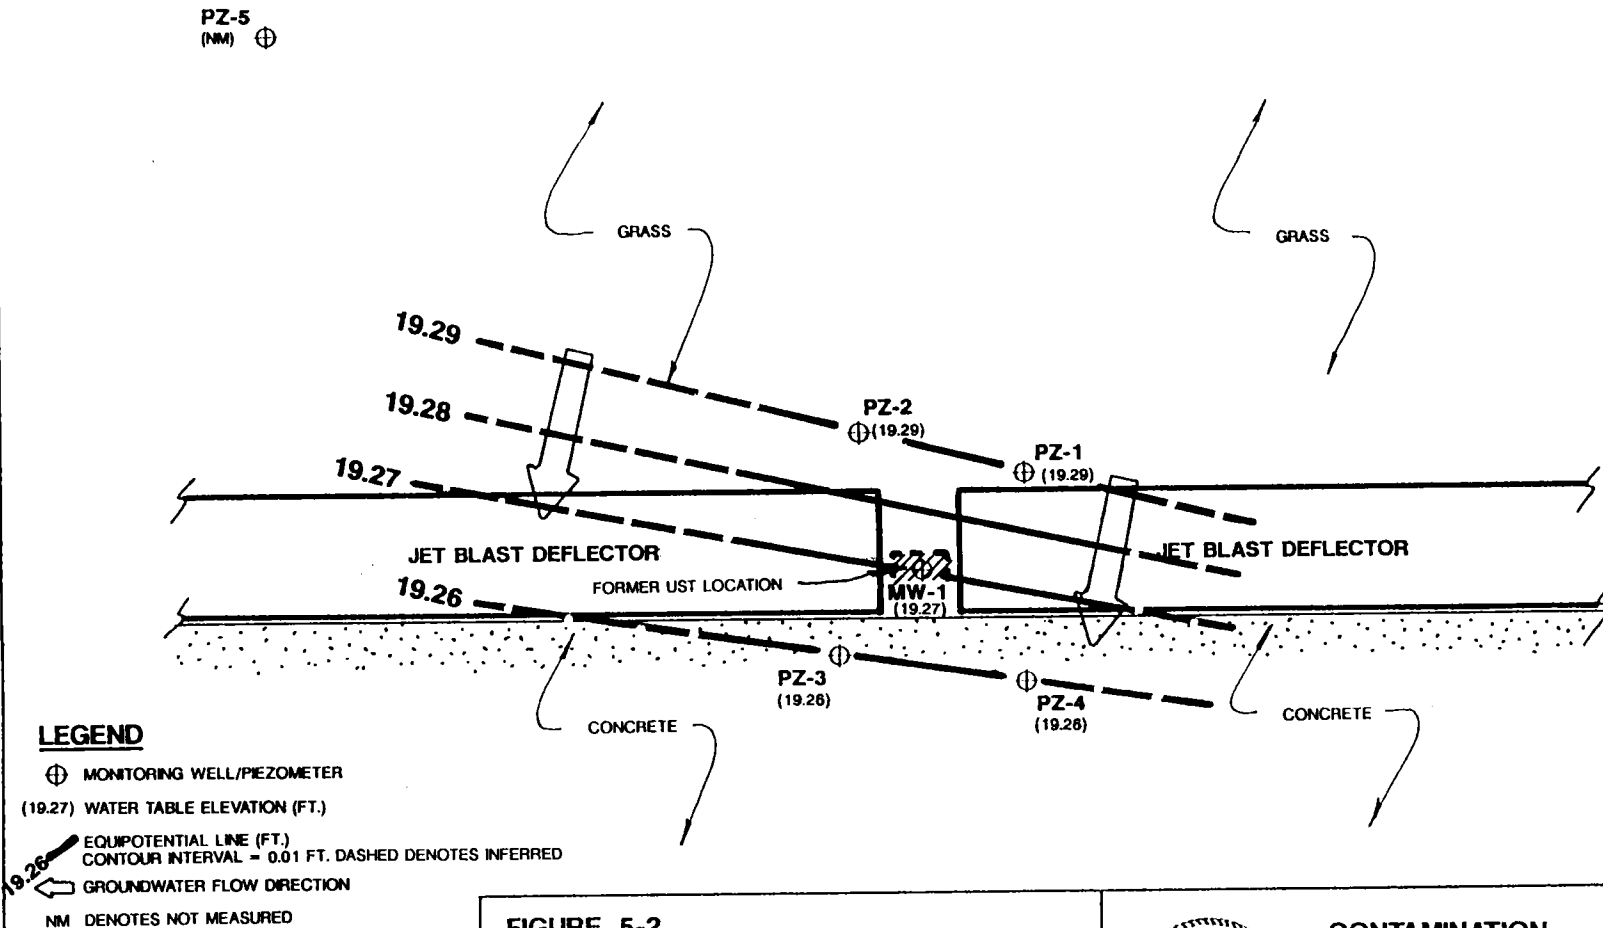 PZ-5
(NM)
GRASS
GRASS
19.29
19.28
19.27
19.26
PZ-2
(19.29)
PZ-1
(19.29)
JET BLAST DEFLECTOR
JET BLAST DEFLECTOR
FORMER UST LOCATION
MW-1
(19.27)
PZ-3
(19.26)
PZ-4
(19.26)
CONCRETE
CONCRETE
LEGEND
MONITORING WELL/PIEZOMETER
(19.27) WATER TABLE ELEVATION (FT.)
19.26 EQUIPOTENTIAL LINE (FT.)
CONTOUR INTERVAL = 0.01 FT. DASHED DENOTES INFERRED
GROUNDWATER FLOW DIRECTION
NM DENOTES NOT MEASURED
FIGURE 5-2
CONTAMINATION